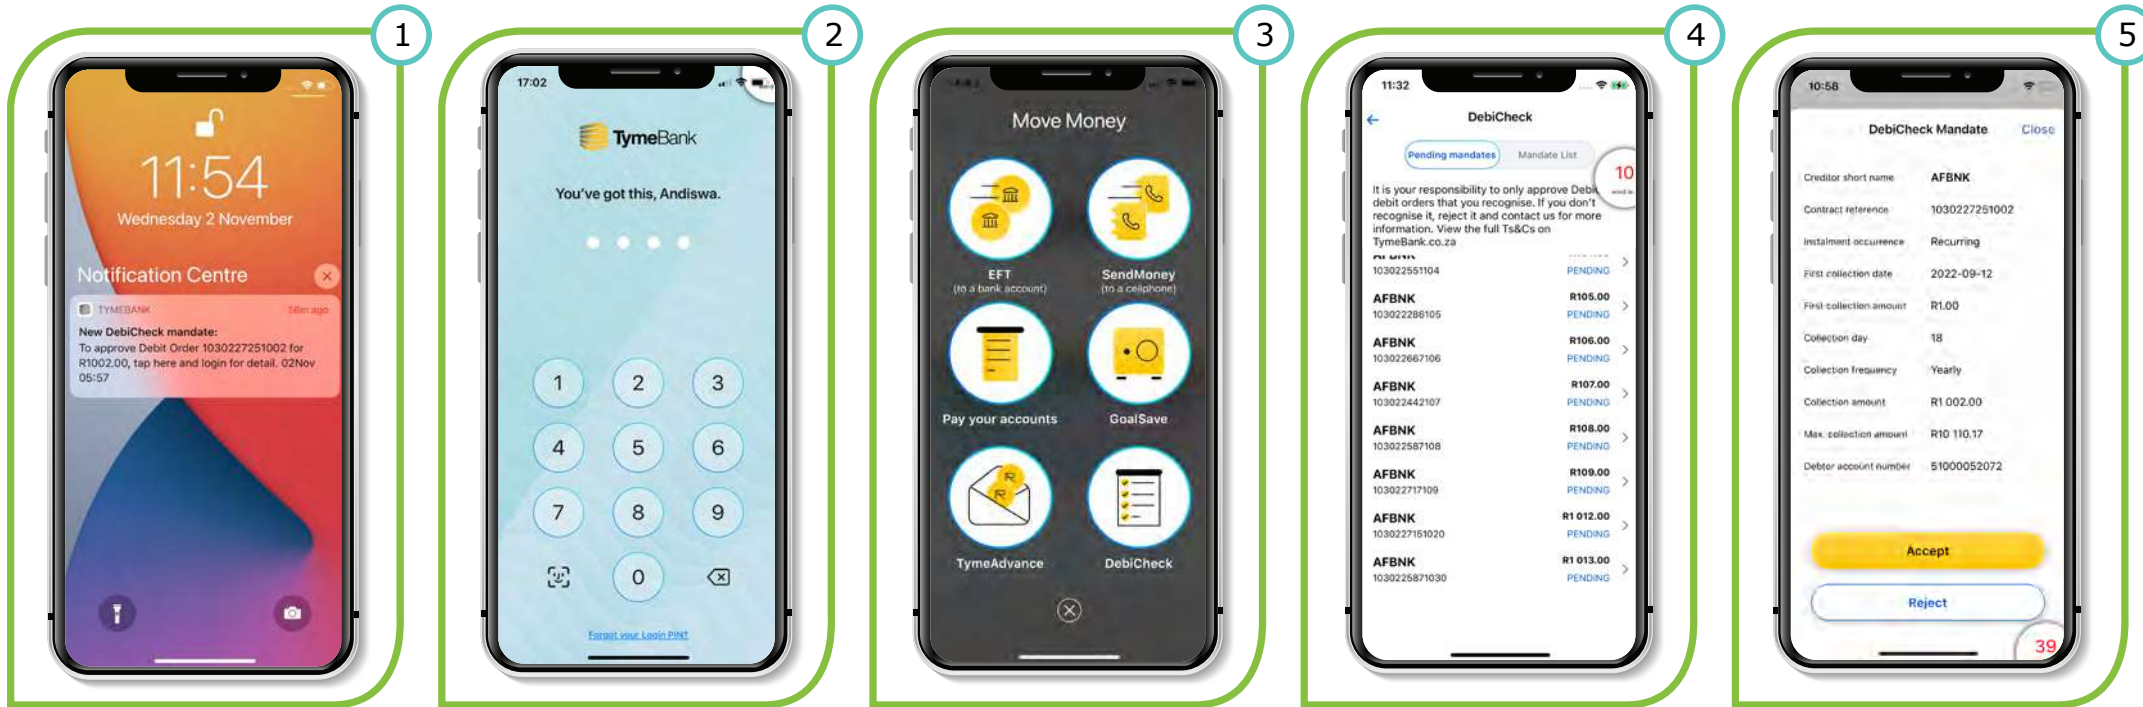 1
11:54
Wednesday 2 November
Notification Centre
TYMEBANK 56m ago
New DebiCheck mandate:
To approve Debit Order 1030227251002 for
R1002.00, tap here and login for detail. 02Nov
05:57
2
17:02
TymeBank
You've got this, Andiswa.
1 2 3
4 5 6
7 8 9
0
Forgot your Login PIN?
3
Move Money
EFT
(to a bank account)
SendMoney
(to a cellphone)
Pay your accounts
GoalSave
TymeAdvance
DebiCheck
4
11:32
DebiCheck
Pending mandates Mandate List
10
It is your responsibility to only approve Debi
debit orders that you recognise. If you don't
recognise it, reject it and contact us for more
information. View the full Ts&Cs on
TymeBank.co.za
AFBNK
103022551104 PENDING
AFBNK R105.00
103022286105 PENDING
AFBNK R106.00
103022667106 PENDING
AFBNK R107.00
103022442107 PENDING
AFBNK R108.00
103022587108 PENDING
AFBNK R109.00
103022717109 PENDING
AFBNK R1 012.00
1030227151020 PENDING
AFBNK R1 013.00
1030225871030 PENDING
5
10:58
DebiCheck Mandate Close
Creditor short name AFBNK
Contract reference 1030227251002
Instalment occurrence Recurring
First collection date 2022-09-12
First collection amount R1.00
Collection day 18
Collection frequency Yearly
Collection amount R1 002.00
Max. collection amount R10 110.17
Debtor account number 51000052072
Accept
Reject
39